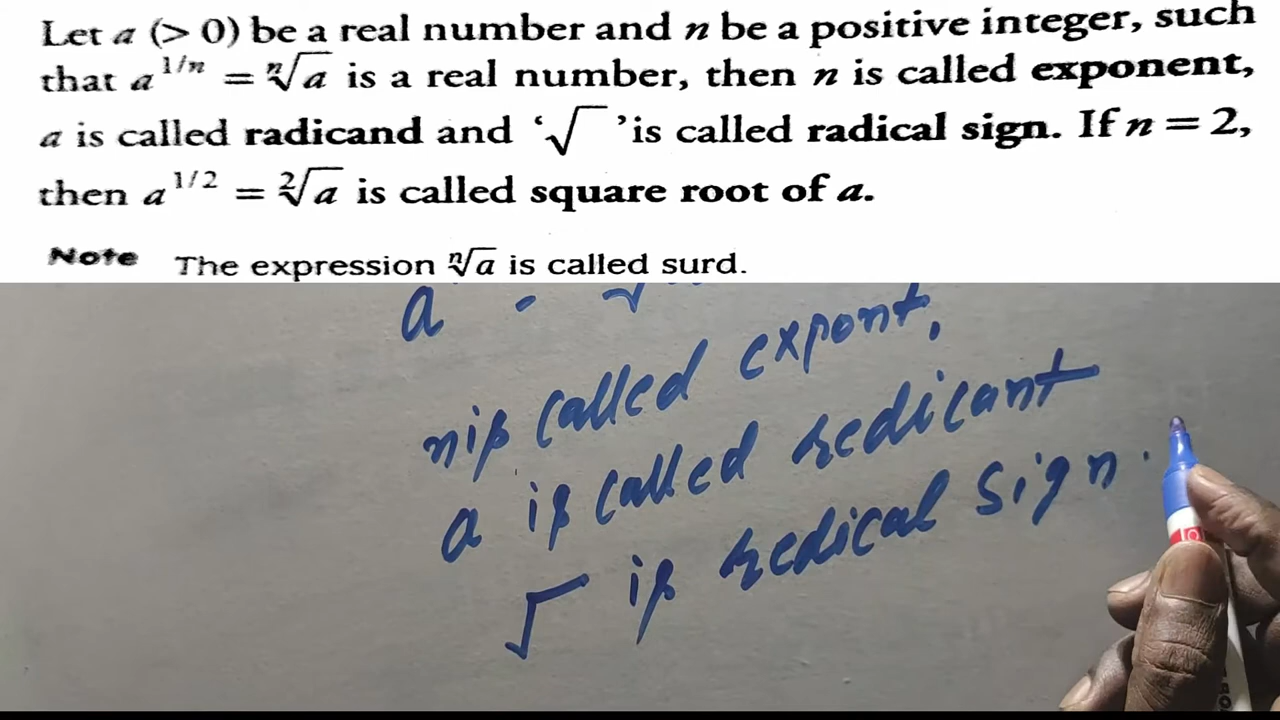 Let a (> 0) be a real number and n be a positive integer, such
that a^1/n = ⁿ√a is a real number, then n is called exponent,
a is called radicand and ‘√ ’ is called radical sign. If n = 2,
then a^1/2 = ²√a is called square root of a.
Note The expression ⁿ√a is called surd.
a
n is called expont,
a is called redicant
√ is redical sign.